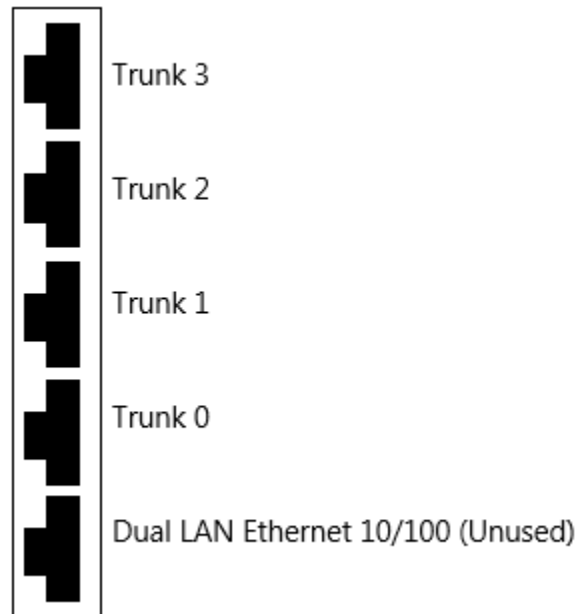 Trunk 3
Trunk 2
Trunk 1
Trunk 0
Dual LAN Ethernet 10/100 (Unused)